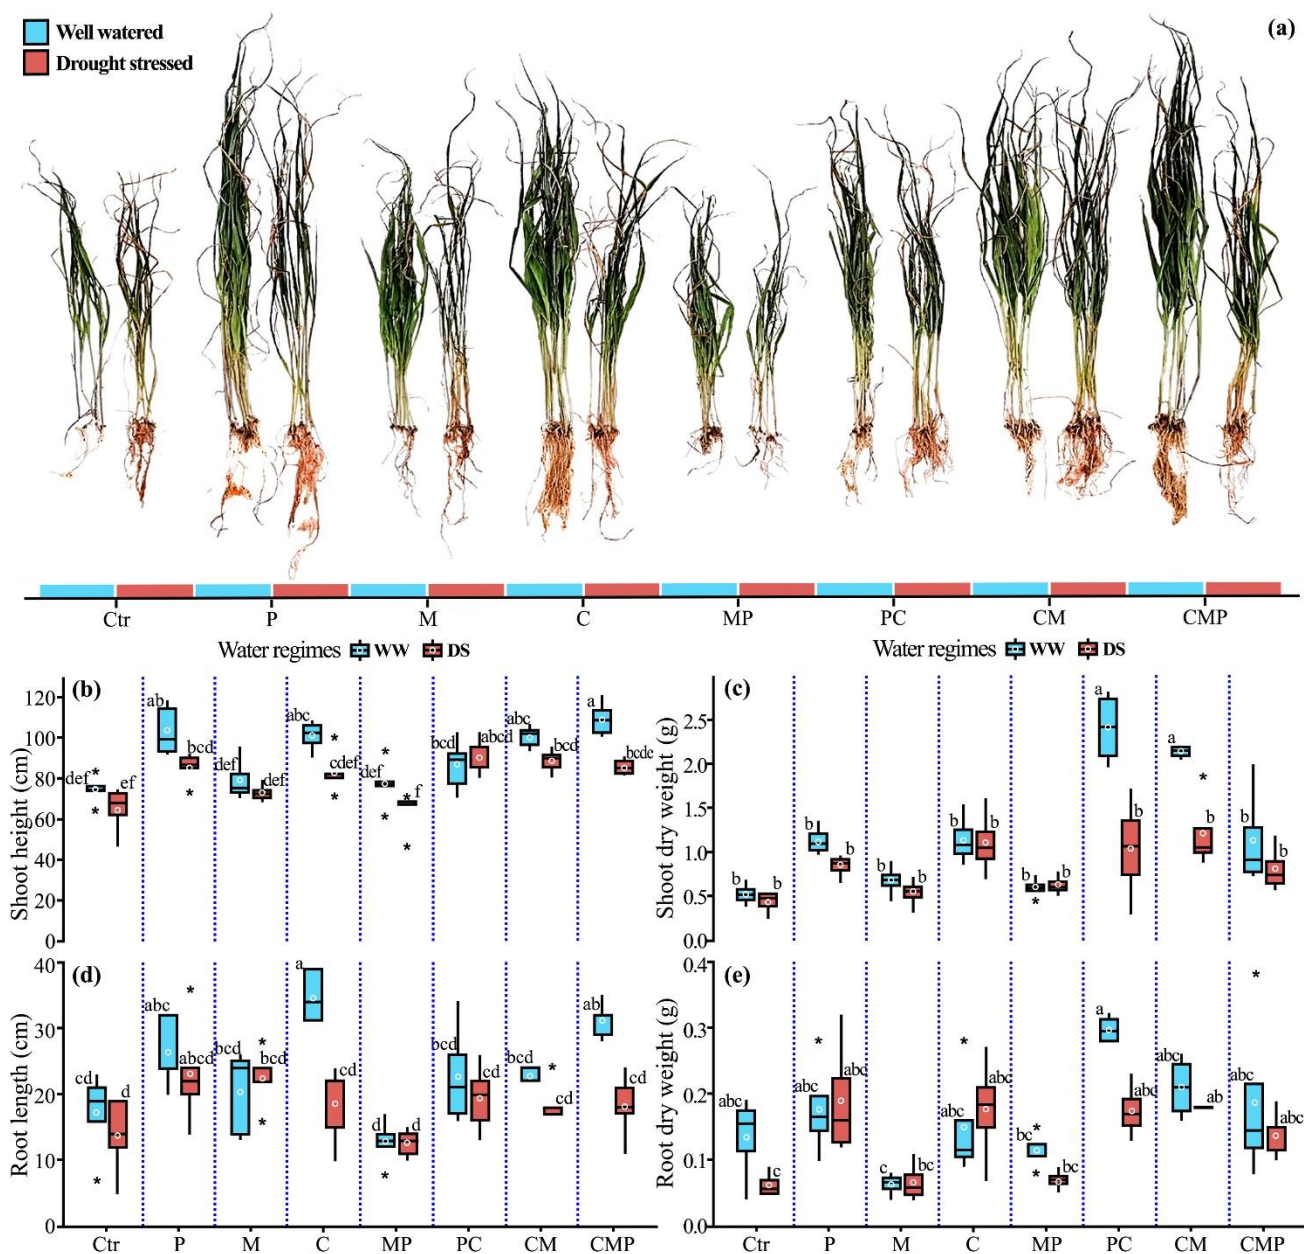 Well watered
Drought stressed
(a)
Ctr P M C MP PC CM CMP
Water regimes WW DS
Water regimes WW DS
(b)
Shoot height (cm)
120
100
80
60
40
20
0
def * * ef
ab bcd *
def def
abc * cdef *
* def * * f *
bcd abcd
abc bcd
a bcde
(c)
Shoot dry weight (g)
2.5
2.0
1.5
1.0
0.5
0.0
b b
b b
b b
b b
b * b
a b
a * b
b b
(d)
Root length (cm)
40
30
20
10
0
cd * d
abc * abcd
bcd * bcd *
a cd
d * d
bcd cd
bcd * cd
ab cd
Ctr P M C MP PC CM CMP
(e)
Root dry weight (g)
0.4
0.3
0.2
0.1
0.0
abc c
* abc abc
c bc
* abc abc
bc * * bc
a abc
abc ab
* abc abc
Ctr P M C MP PC CM CMP